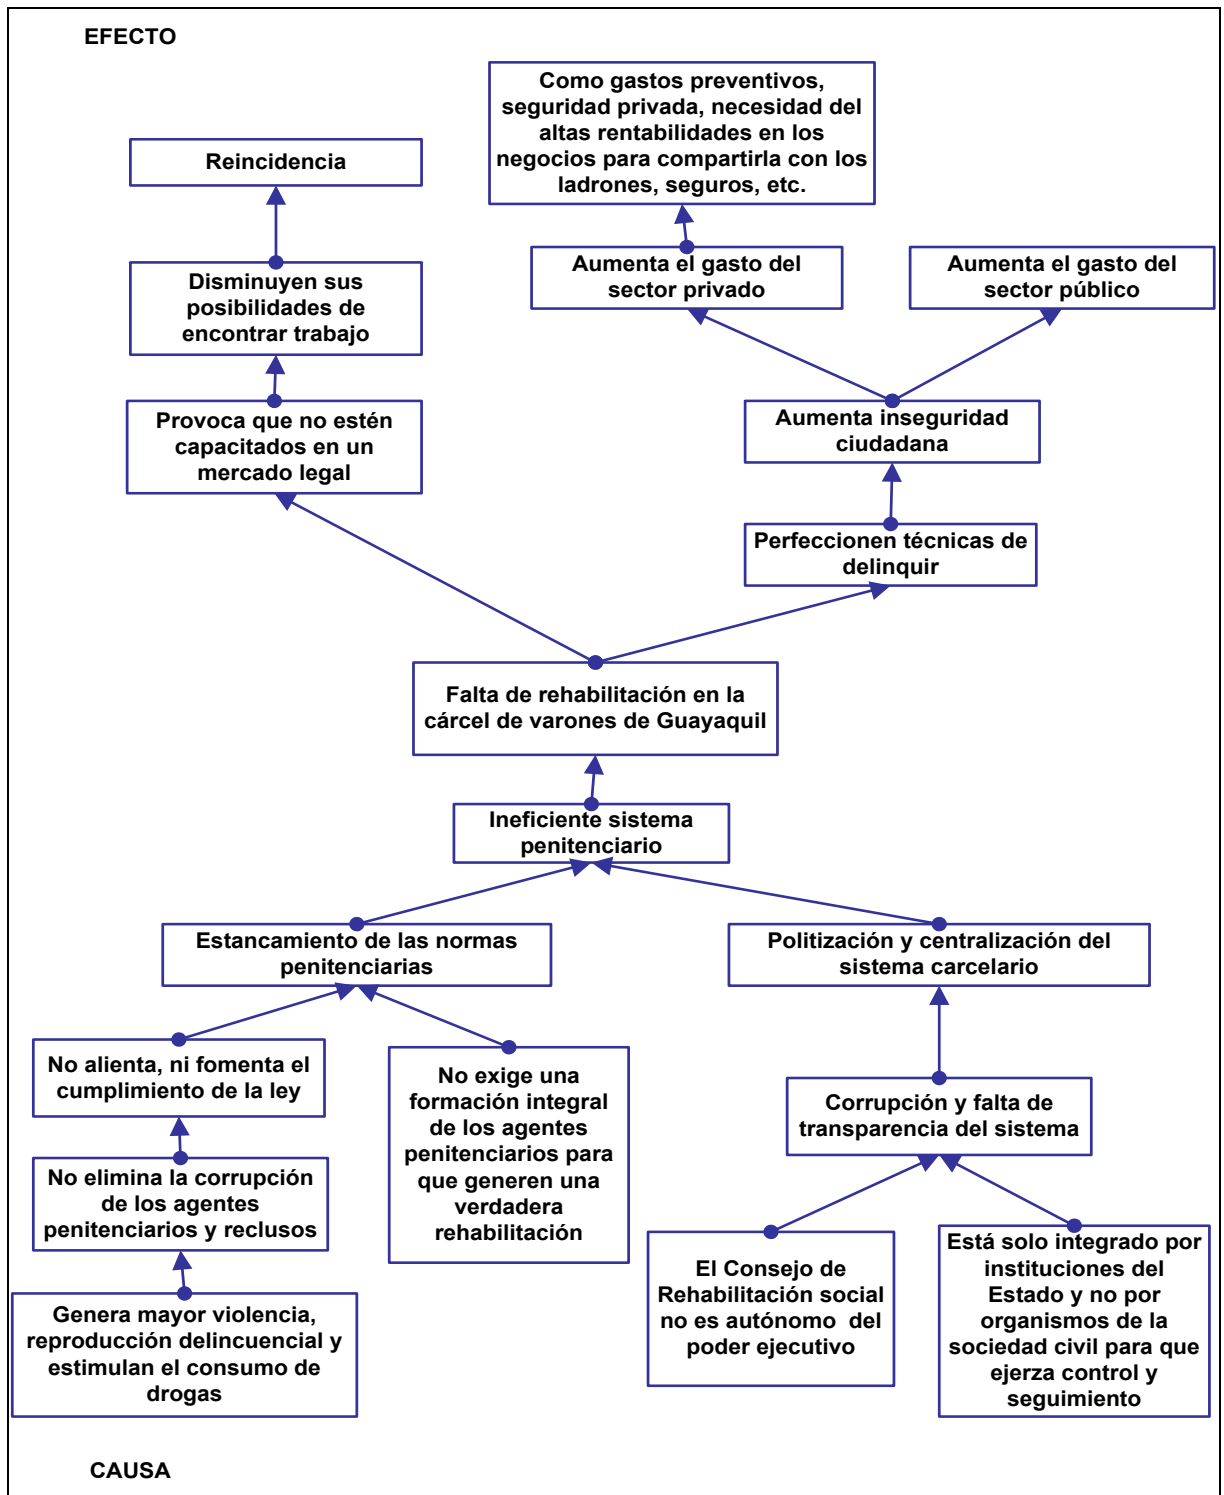 EFECTO
Como gastos preventivos,
seguridad privada, necesidad del
altas rentabilidades en los
negocios para compartirla con los
ladrones, seguros, etc.
Reincidencia
Disminuyen sus
posibilidades de
encontrar trabajo
Aumenta el gasto del
sector privado
Aumenta el gasto del
sector público
Provoca que no estén
capacitados en un
mercado legal
Aumenta inseguridad
ciudadana
Perfeccionen técnicas de
delinquir
Falta de rehabilitación en la
cárcel de varones de Guayaquil
Ineficiente sistema
penitenciario
Estancamiento de las normas
penitenciarias
Politización y centralización del
sistema carcelario
No alienta, ni fomenta el
cumplimiento de la ley
No exige una
formación integral
de los agentes
penitenciarios para
que generen una
verdadera
rehabilitación
Corrupción y falta de
transparencia del sistema
No elimina la corrupción
de los agentes
penitenciarios y reclusos
El Consejo de
Rehabilitación social
no es autónomo  del
poder ejecutivo
Está solo integrado por
instituciones del
Estado y no por
organismos de la
sociedad civil para que
ejerza control y
seguimiento
Genera mayor violencia,
reproducción delincuencial y
estimulan el consumo de
drogas
CAUSA